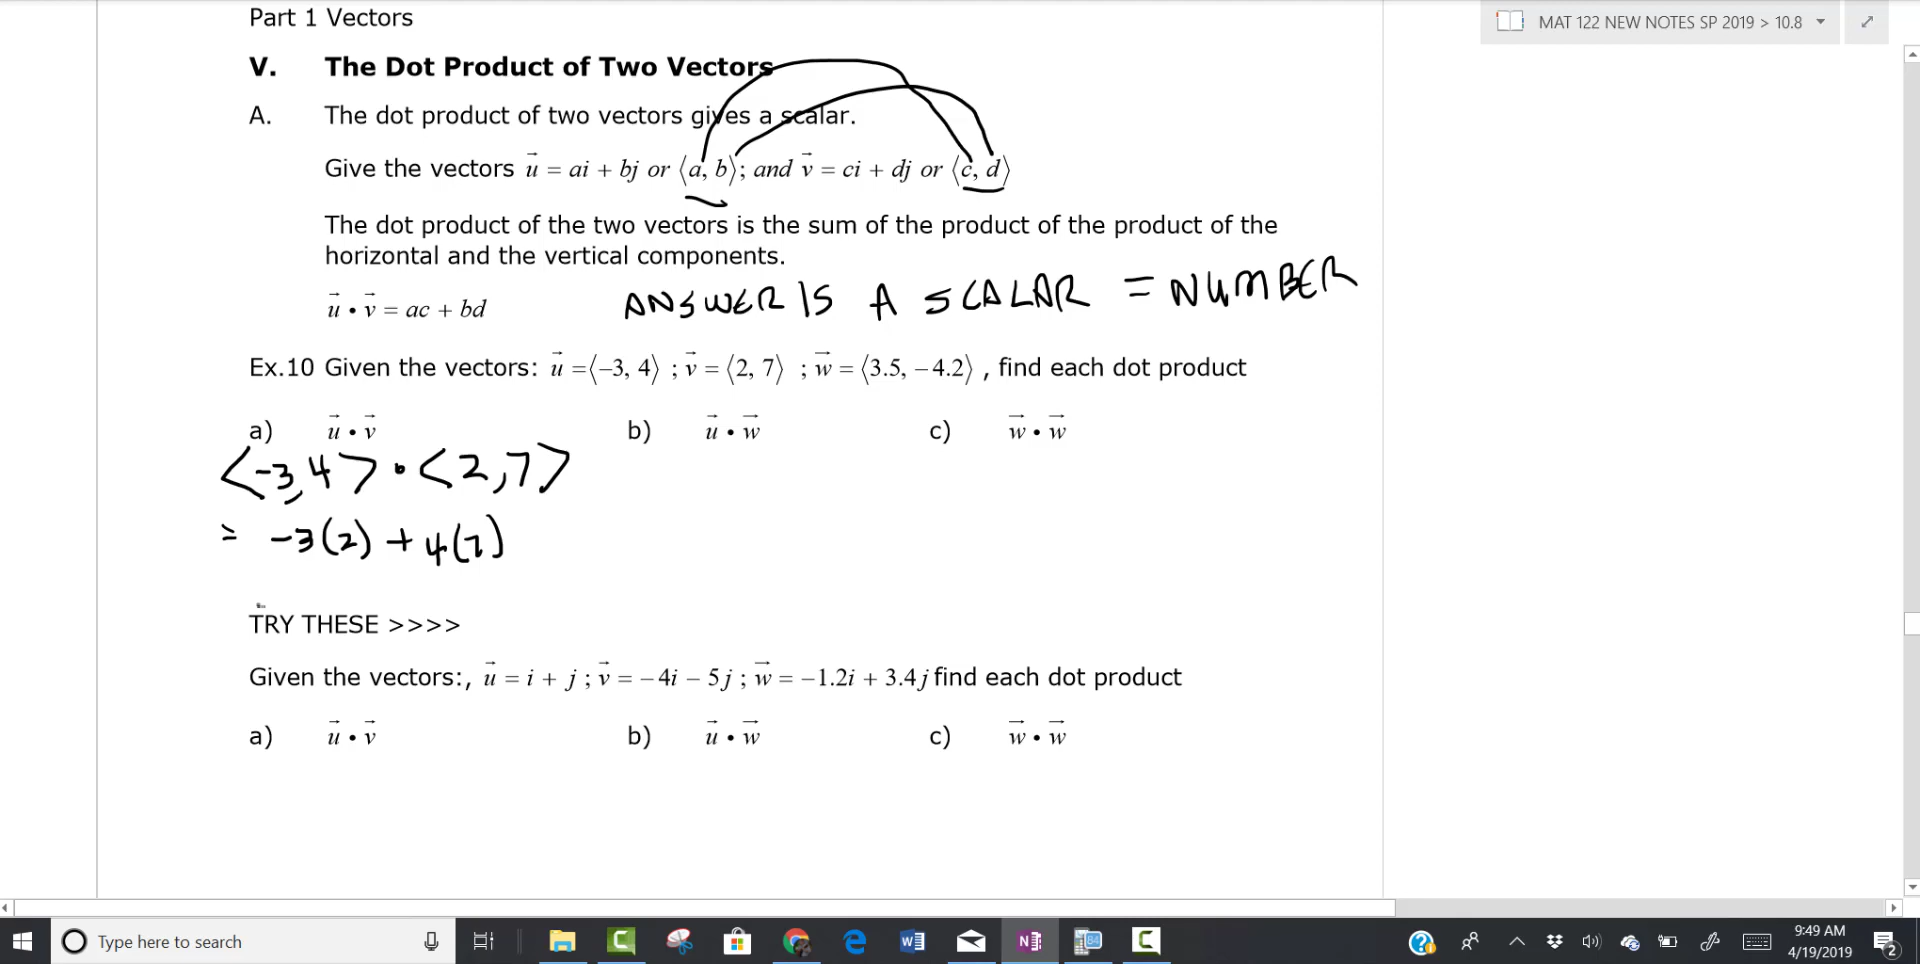 MAT 122 NEW NOTES SP 2019 > 10.8
Part 1 Vectors
V. The Dot Product of Two Vectors
A. The dot product of two vectors gives a scalar.
Give the vectors u⃗ = ai + bj or ⟨a, b⟩; and v⃗ = ci + dj or ⟨c, d⟩
The dot product of the two vectors is the sum of the product of the product of the
horizontal and the vertical components.
u⃗ • v⃗ = ac + bd ANSWER IS A SCALAR = NUMBER
Ex.10 Given the vectors: u⃗ =⟨−3, 4⟩ ; v⃗ = ⟨2, 7⟩ ; w⃗ = ⟨3.5, −4.2⟩ , find each dot product
a) u⃗ • v⃗ b) u⃗ • w⃗ c) w⃗ • w⃗
<-3,4> • <2,7>
= -3(2) + 4(7)
TRY THESE >>>>
Given the vectors:, u⃗ = i + j ; v⃗ = −4i − 5j ; w⃗ = −1.2i + 3.4j find each dot product
a) u⃗ • v⃗ b) u⃗ • w⃗ c) w⃗ • w⃗
Type here to search
9:49 AM
4/19/2019
2